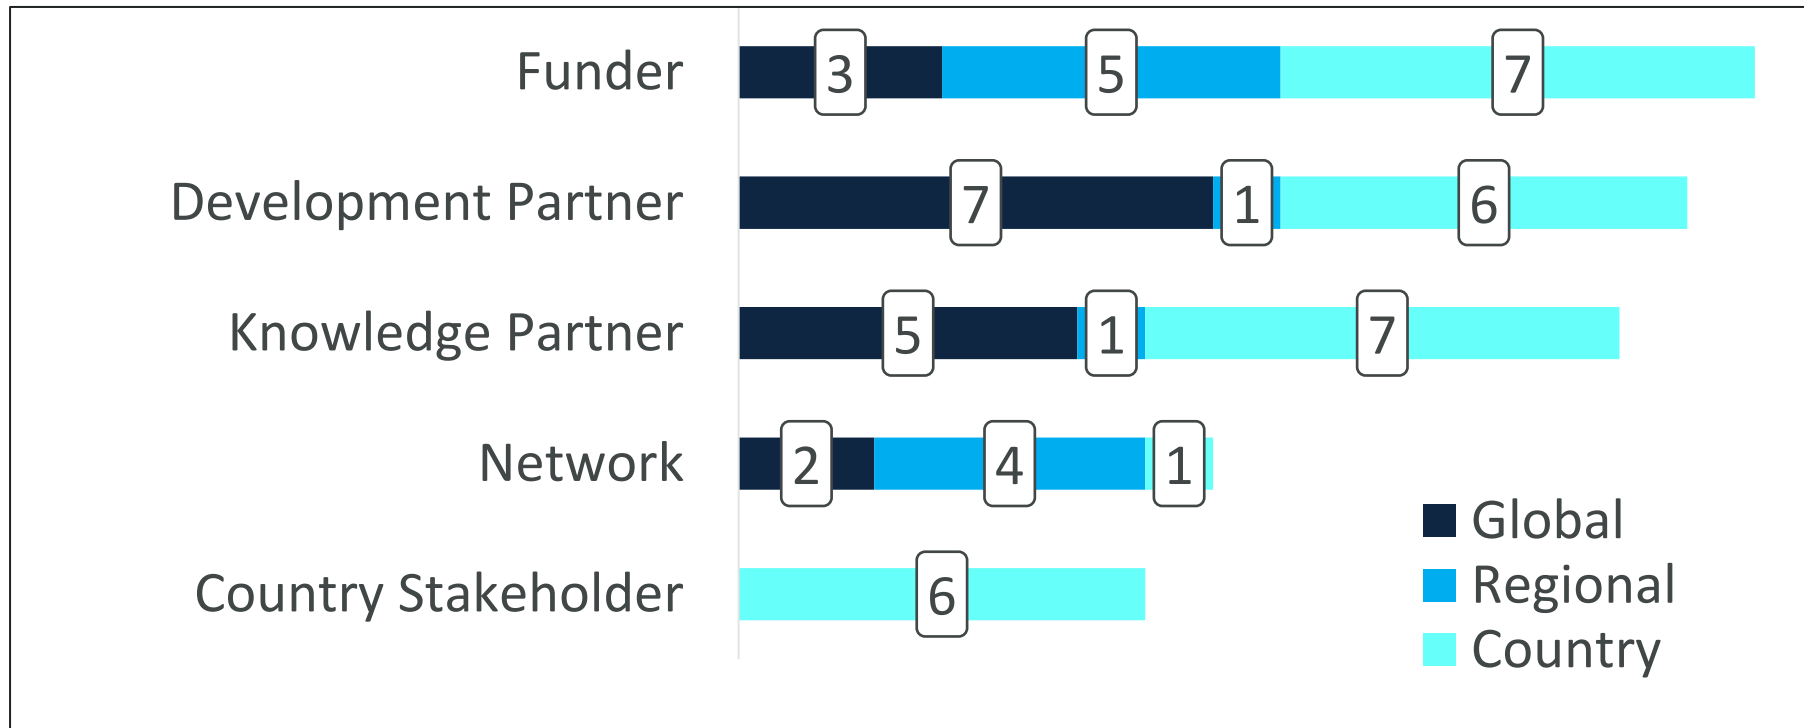 Funder 3 5 7
Development Partner 7 1 6
Knowledge Partner 5 1 7
Network 2 4 1
Country Stakeholder 6
Global
Regional
Country